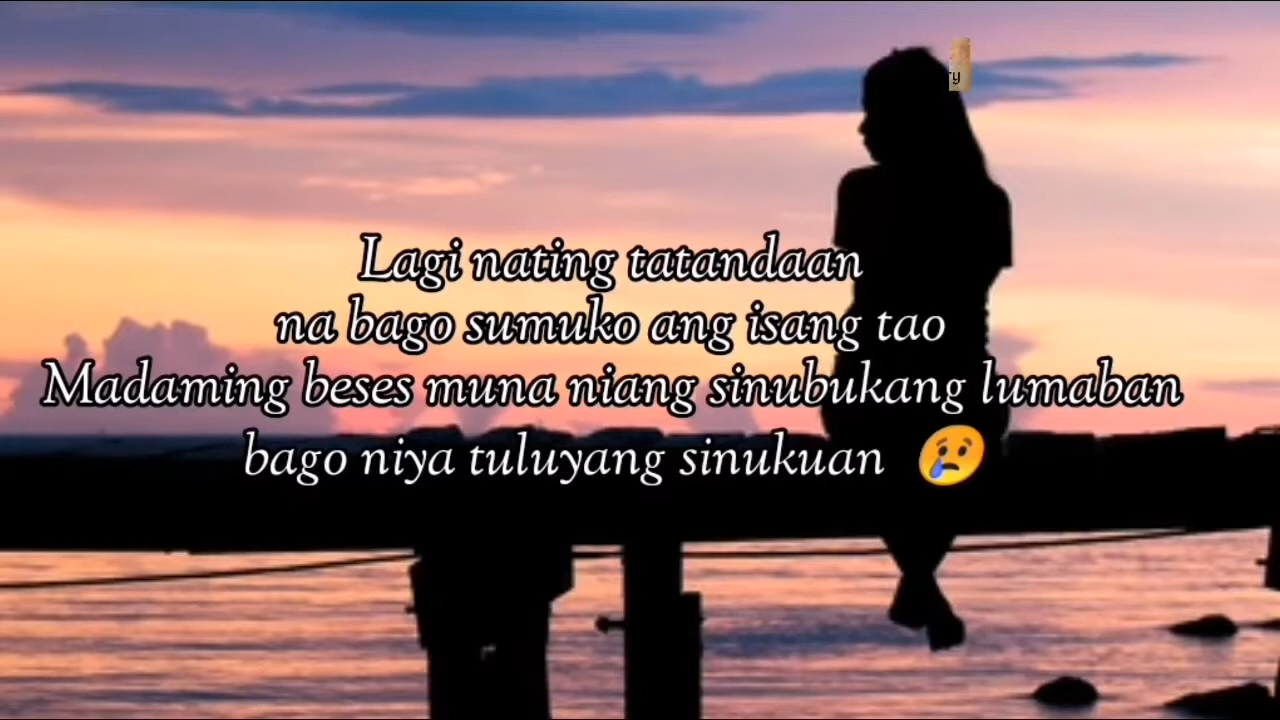 Lagi nating tatandaan
na bago sumuko ang isang tao
Madaming beses muna niang sinubukang lumaban
bago niya tuluyang sinukuan 😢